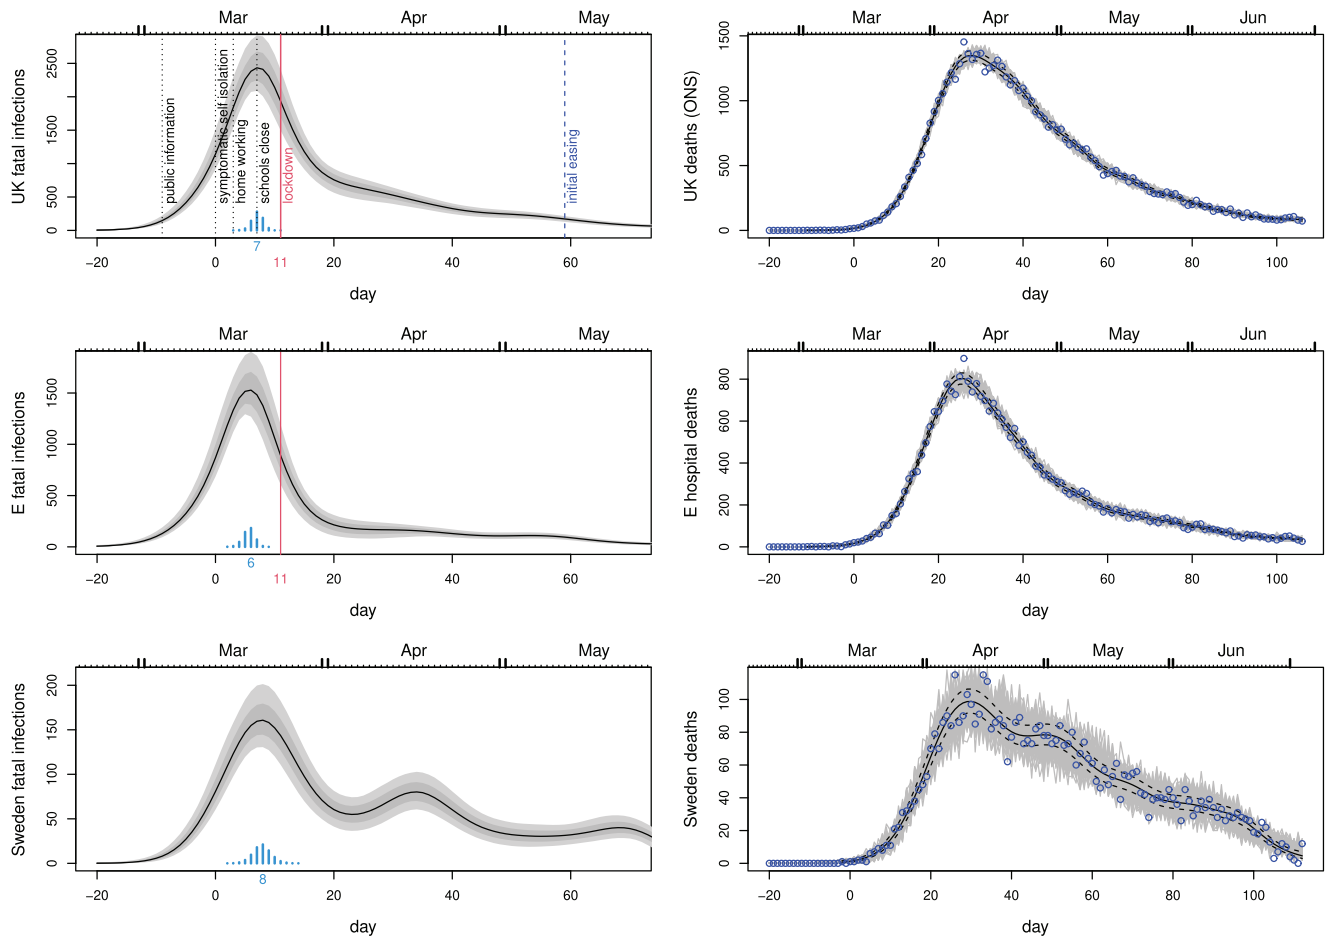 Mar Apr May
UK fatal infections
0 500 1500 2500
public information
symptomatic self isolation
home working
schools close
lockdown
initial easing
7
−20 0 11 20 40 60
day
Mar Apr May Jun
UK deaths (ONS)
0 500 1000 1500
−20 0 20 40 60 80 100
day
Mar Apr May
E fatal infections
0 500 1000 1500
6
−20 0 11 20 40 60
day
Mar Apr May Jun
E hospital deaths
0 200 400 600 800
−20 0 20 40 60 80 100
day
Mar Apr May
Sweden fatal infections
0 50 100 150 200
8
−20 0 20 40 60
day
Mar Apr May Jun
Sweden deaths
0 20 40 60 80 100
−20 0 20 40 60 80 100
day